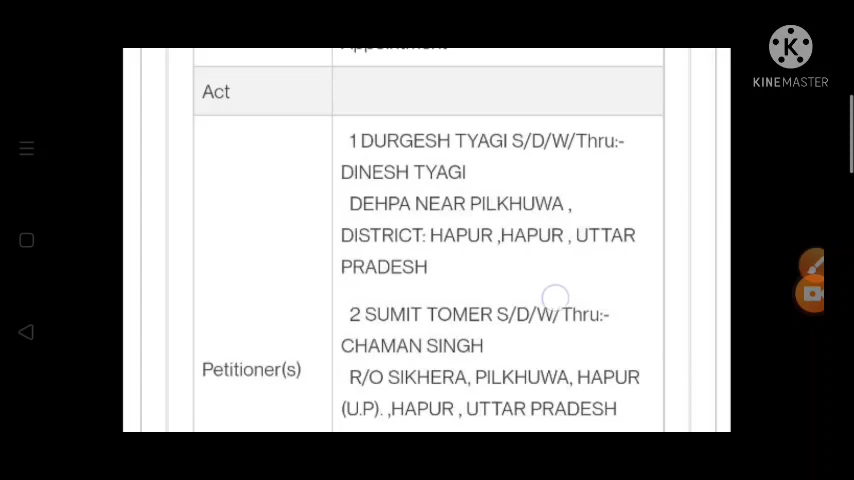 Appointment
Act
1 DURGESH TYAGI S/D/W/Thru:-
DINESH TYAGI
DEHPA NEAR PILKHUWA ,
DISTRICT: HAPUR ,HAPUR , UTTAR
PRADESH
2 SUMIT TOMER S/D/W/Thru:-
CHAMAN SINGH
Petitioner(s)
R/O SIKHERA, PILKHUWA, HAPUR
(U.P). ,HAPUR , UTTAR PRADESH
K
KINEMASTER